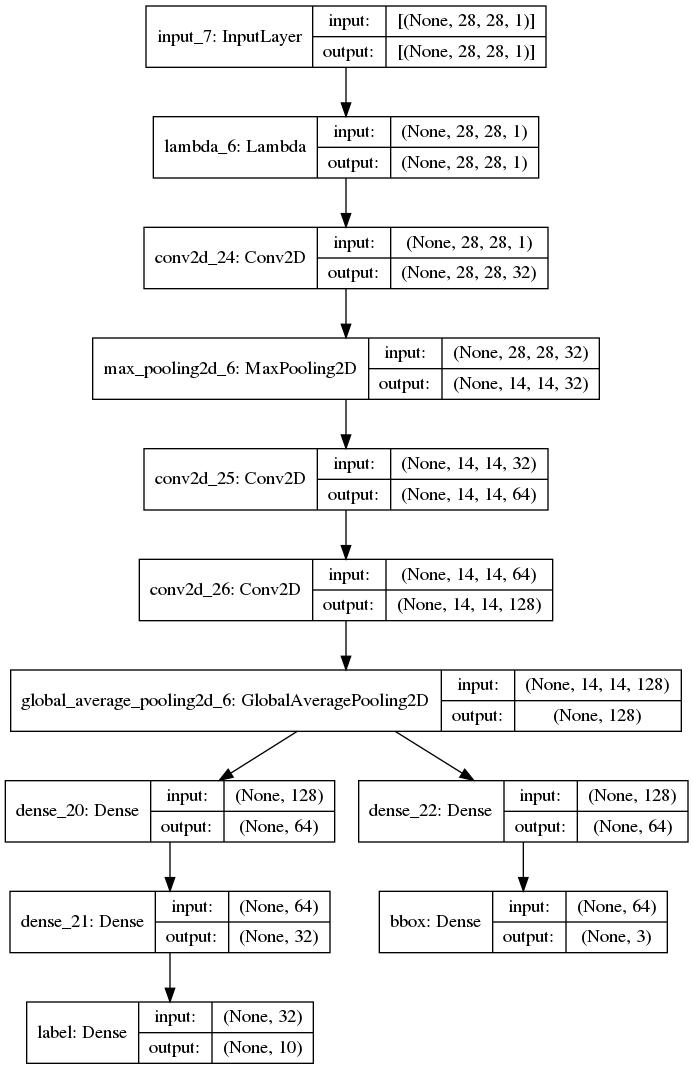 input_7: InputLayer
input:
[(None, 28, 28, 1)]
output:
[(None, 28, 28, 1)]
lambda_6: Lambda
input:
(None, 28, 28, 1)
output:
(None, 28, 28, 1)
conv2d_24: Conv2D
input:
(None, 28, 28, 1)
output:
(None, 28, 28, 32)
max_pooling2d_6: MaxPooling2D
input:
(None, 28, 28, 32)
output:
(None, 14, 14, 32)
conv2d_25: Conv2D
input:
(None, 14, 14, 32)
output:
(None, 14, 14, 64)
conv2d_26: Conv2D
input:
(None, 14, 14, 64)
output:
(None, 14, 14, 128)
global_average_pooling2d_6: GlobalAveragePooling2D
input:
(None, 14, 14, 128)
output:
(None, 128)
dense_20: Dense
input:
(None, 128)
output:
(None, 64)
dense_22: Dense
input:
(None, 128)
output:
(None, 64)
dense_21: Dense
input:
(None, 64)
output:
(None, 32)
bbox: Dense
input:
(None, 64)
output:
(None, 3)
label: Dense
input:
(None, 32)
output:
(None, 10)